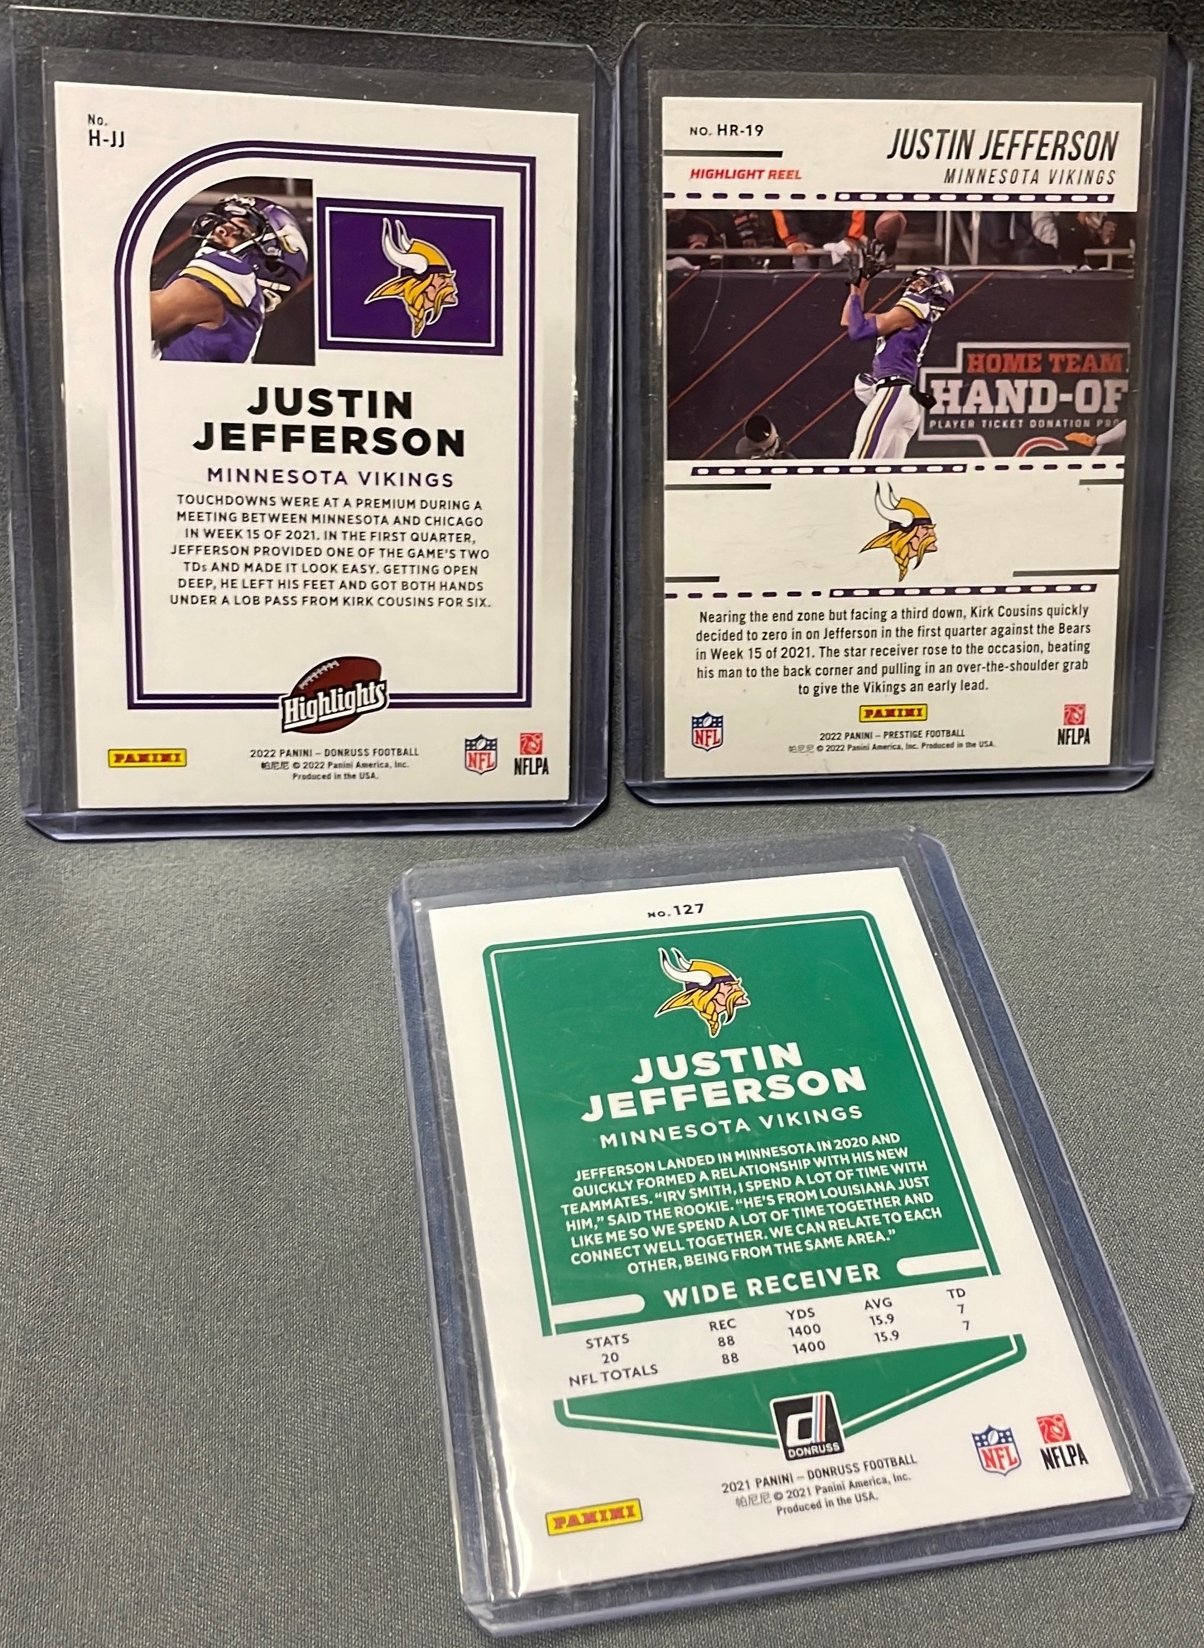 No.
H-JJ
JUSTIN
JEFFERSON
MINNESOTA VIKINGS
TOUCHDOWNS WERE AT A PREMIUM DURING A
MEETING BETWEEN MINNESOTA AND CHICAGO
IN WEEK 15 OF 2021. IN THE FIRST QUARTER,
JEFFERSON PROVIDED ONE OF THE GAME'S TWO
TDs AND MADE IT LOOK EASY. GETTING OPEN
DEEP, HE LEFT HIS FEET AND GOT BOTH HANDS
UNDER A LOB PASS FROM KIRK COUSINS FOR SIX.
Highlights
PANINI
2022 PANINI – DONRUSS FOOTBALL
帕尼尼 © 2022 Panini America, Inc.
Produced in the USA.
NFL
NFLPA
NO. HR-19
JUSTIN JEFFERSON
HIGHLIGHT REEL
MINNESOTA VIKINGS
HOME TEAM
HAND-OF
PLAYER TICKET DONATION PR
Nearing the end zone but facing a third down, Kirk Cousins quickly
decided to zero in on Jefferson in the first quarter against the Bears
in Week 15 of 2021. The star receiver rose to the occasion, beating
his man to the back corner and pulling in an over-the-shoulder grab
to give the Vikings an early lead.
PANINI
NFL
2022 PANINI – PRESTIGE FOOTBALL
帕尼尼 © 2022 Panini America, Inc. Produced in the USA.
NFLPA
NO. 127
JUSTIN
JEFFERSON
MINNESOTA VIKINGS
JEFFERSON LANDED IN MINNESOTA IN 2020 AND
QUICKLY FORMED A RELATIONSHIP WITH HIS NEW
TEAMMATES. “IRV SMITH, I SPEND A LOT OF TIME WITH
HIM,” SAID THE ROOKIE. “HE'S FROM LOUISIANA JUST
LIKE ME SO WE SPEND A LOT OF TIME TOGETHER AND
CONNECT WELL TOGETHER. WE CAN RELATE TO EACH
OTHER, BEING FROM THE SAME AREA.”
WIDE RECEIVER
STATS REC YDS AVG TD
20 88 1400 15.9 7
NFL TOTALS 88 1400 15.9 7
DONRUSS
2021 PANINI – DONRUSS FOOTBALL
帕尼尼 © 2021 Panini America, Inc.
Produced in the USA.
PANINI
NFL
NFLPA